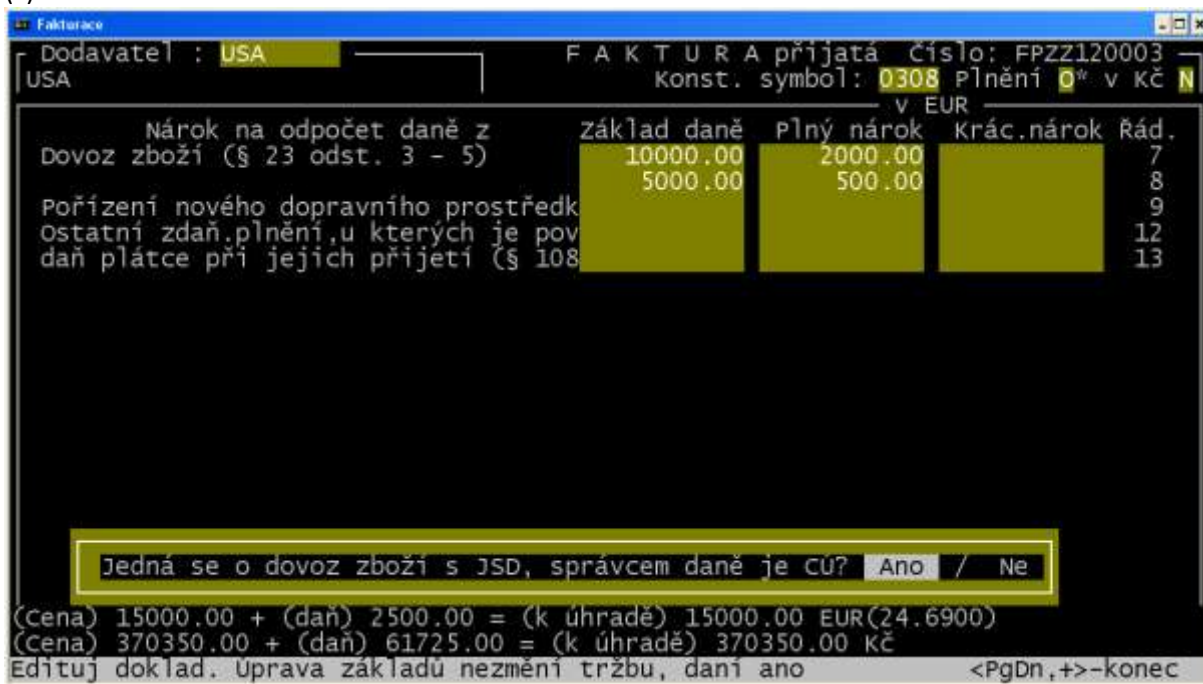 Fakturace
Dodavatel : USA F A K T U R A přijatá Číslo: FPZZ120003
USA Konst. symbol: 0308 Plnění O* v Kč N
v EUR
Nárok na odpočet daně z Základ daně Plný nárok Krác.nárok Řád.
Dovoz zboží (§ 23 odst. 3 – 5) 10000.00 2000.00 7
5000.00 500.00 8
Pořízení nového dopravního prostředk 9
Ostatní zdaň.plnění,u kterých je pov 12
daň plátce při jejich přijetí (§ 108 13
Jedná se o dovoz zboží s JSD, správcem daně je CÚ? Ano / Ne
(Cena) 15000.00 + (daň) 2500.00 = (k úhradě) 15000.00 EUR(24.6900)
(Cena) 370350.00 + (daň) 61725.00 = (k úhradě) 370350.00 Kč
Edituj doklad. Úprava základů nezmění tržbu, daní ano <PgDn,+>-konec